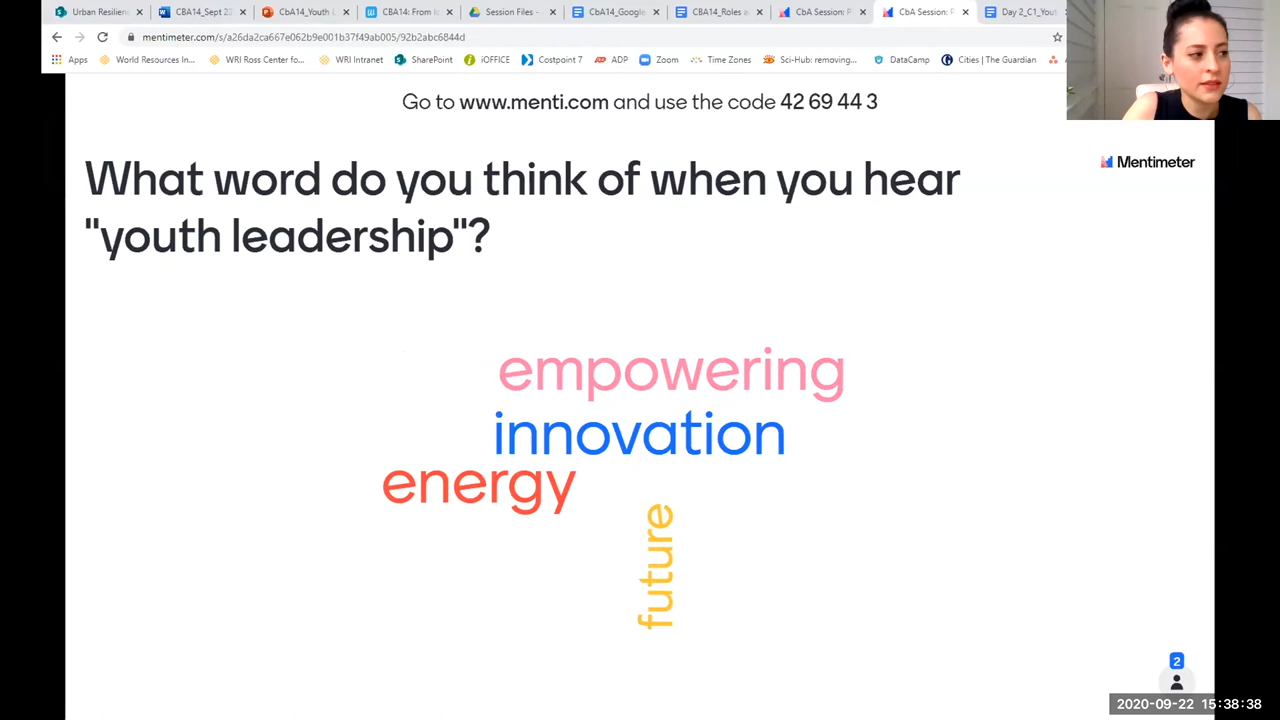 Urban Resilienc
CBA14_Sept 22
CbA14_Youth L
CBA14: From Ic
Session Files –
CbA14_Google
CBA14_Roles a
CbA Session: P
CbA Session: P
Day 2_C1_Yout
mentimeter.com/s/a26da2ca667e062b9e001b37f49ab005/92b2abc6844d
Apps
World Resources In...
WRI Ross Center fo...
WRI Intranet
SharePoint
iOFFICE
Costpoint 7
ADP
Zoom
Time Zones
Sci-Hub: removing...
DataCamp
Cities | The Guardian
Go to www.menti.com and use the code 42 69 44 3
Mentimeter
What word do you think of when you hear
"youth leadership"?
empowering
innovation
energy
future
2
2020-09-22 15:38:38